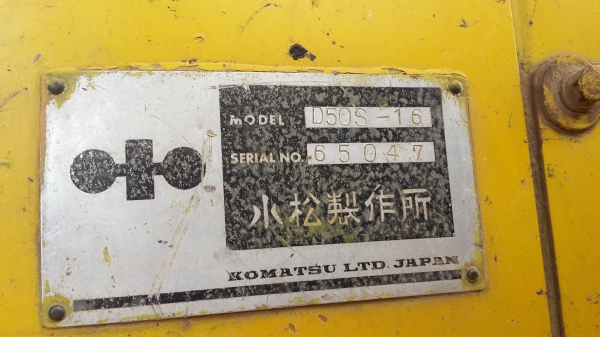 MODEL D50S-16
SERIAL NO. 65047
小松製作所
KOMATSU LTD. JAPAN